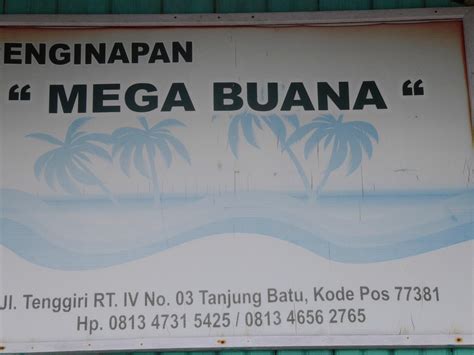 ENGINAPAN
“ MEGA BUANA “
Jl. Tenggiri RT. IV No. 03 Tanjung Batu, Kode Pos 77381
Hp. 0813 4731 5425 / 0813 4656 2765